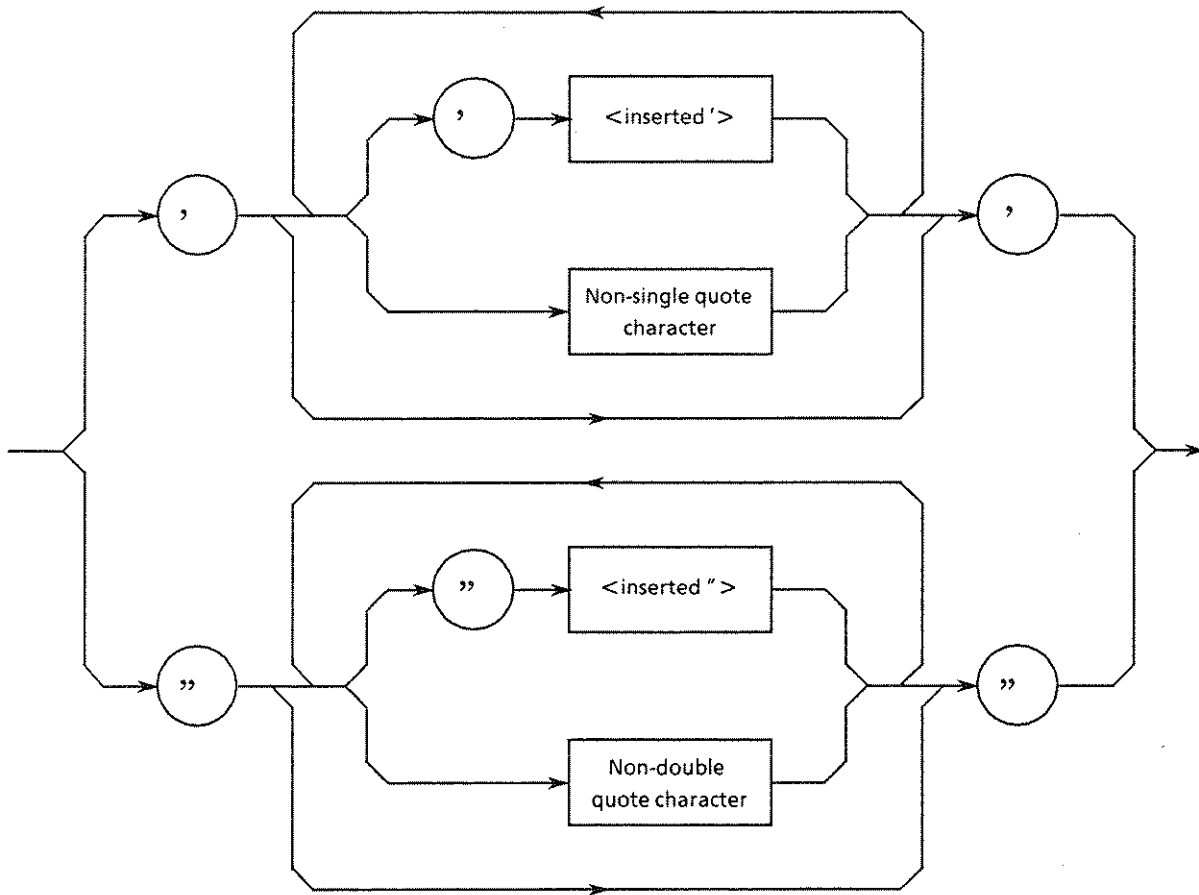 ’
<inserted ′>
’
’
Non-single quote
character
”
<inserted ″>
”
”
Non-double
quote character